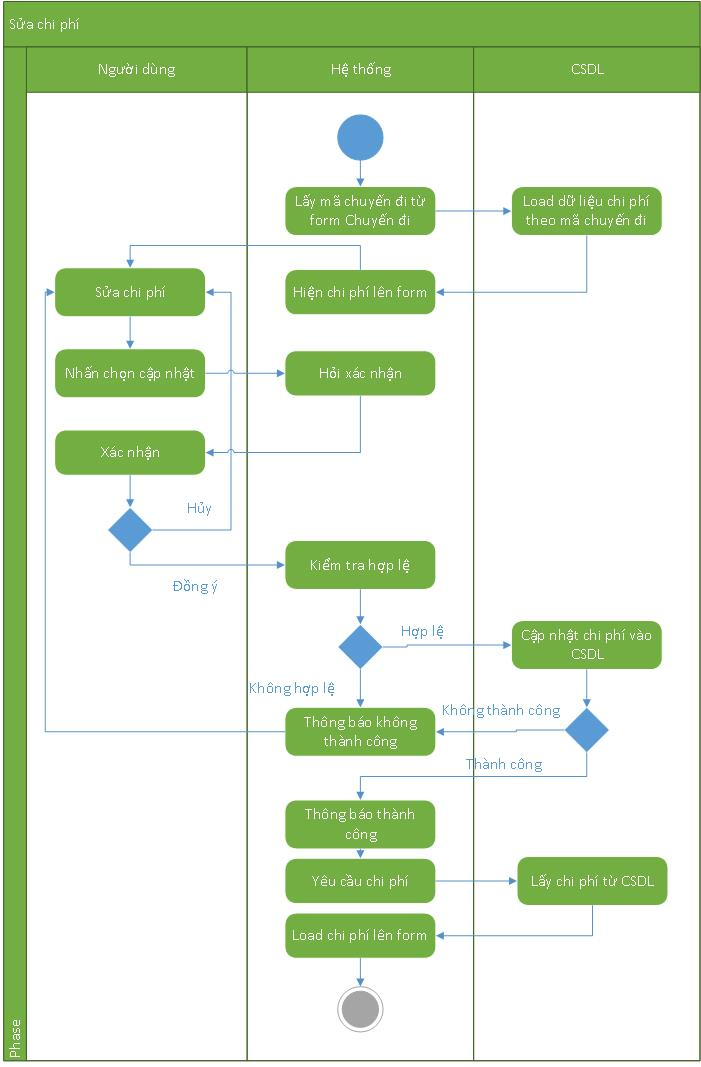 Sửa chi phí
Người dùng
Hệ thống
CSDL
Lấy mã chuyến đi từ
form Chuyến đi
Load dữ liệu chi phí
theo mã chuyến đi
Sửa chi phí
Hiện chi phí lên form
Nhấn chọn cập nhật
Hỏi xác nhận
Xác nhận
Hủy
Đồng ý
Kiểm tra hợp lệ
Hợp lệ
Cập nhật chi phí vào
CSDL
Không hợp lệ
Không thành công
Thông báo không
thành công
Thành công
Thông báo thành
công
Yêu cầu chi phí
Lấy chi phí từ CSDL
Load chi phí lên form
Phase